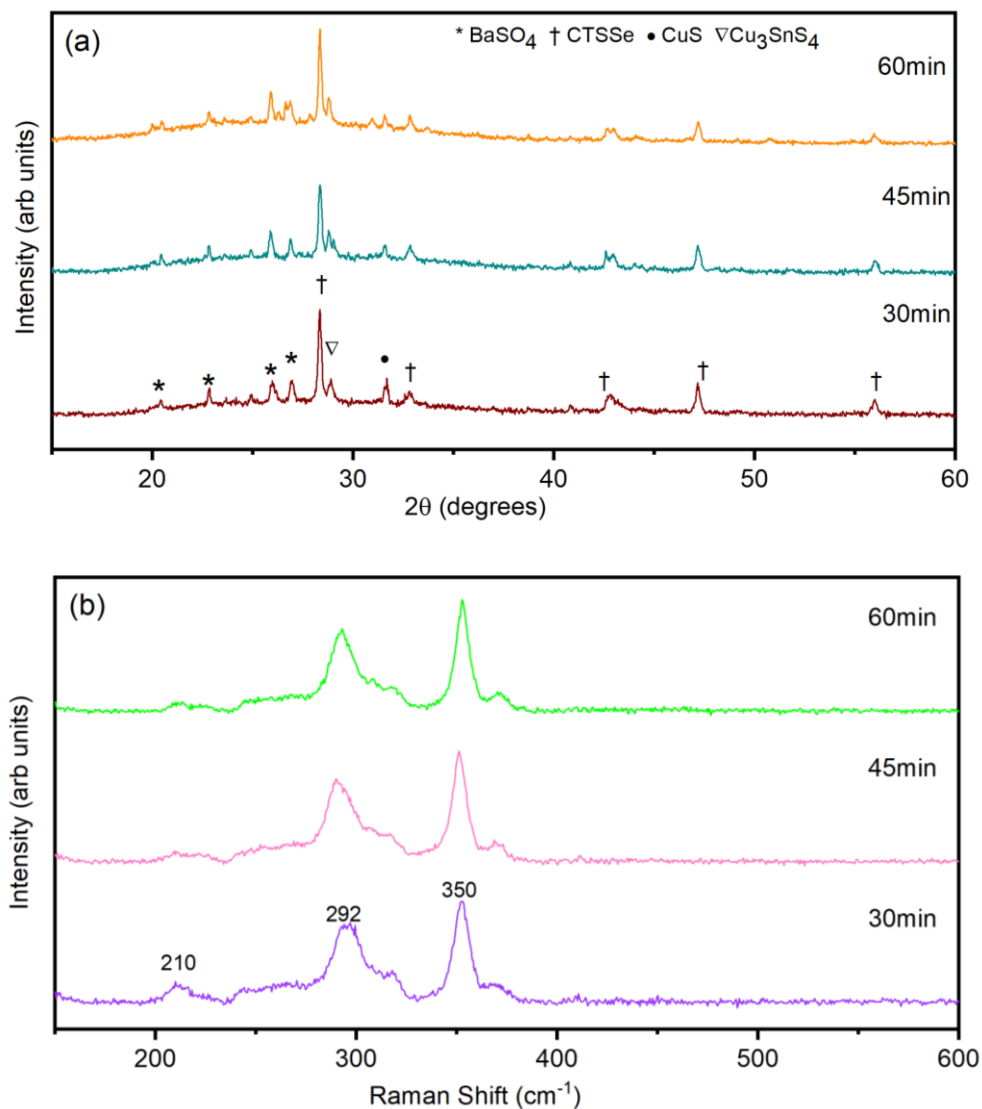 (a)
* BaSO4 † CTSSe • CuS ∇Cu3SnS4
60min
45min
30min
†
* * * * ∇ • † † † †
Intensity (arb units)
20 30 40 50 60
2θ (degrees)
(b)
60min
45min
30min
210 292 350
Intensity (arb units)
200 300 400 500 600
Raman Shift (cm-1)